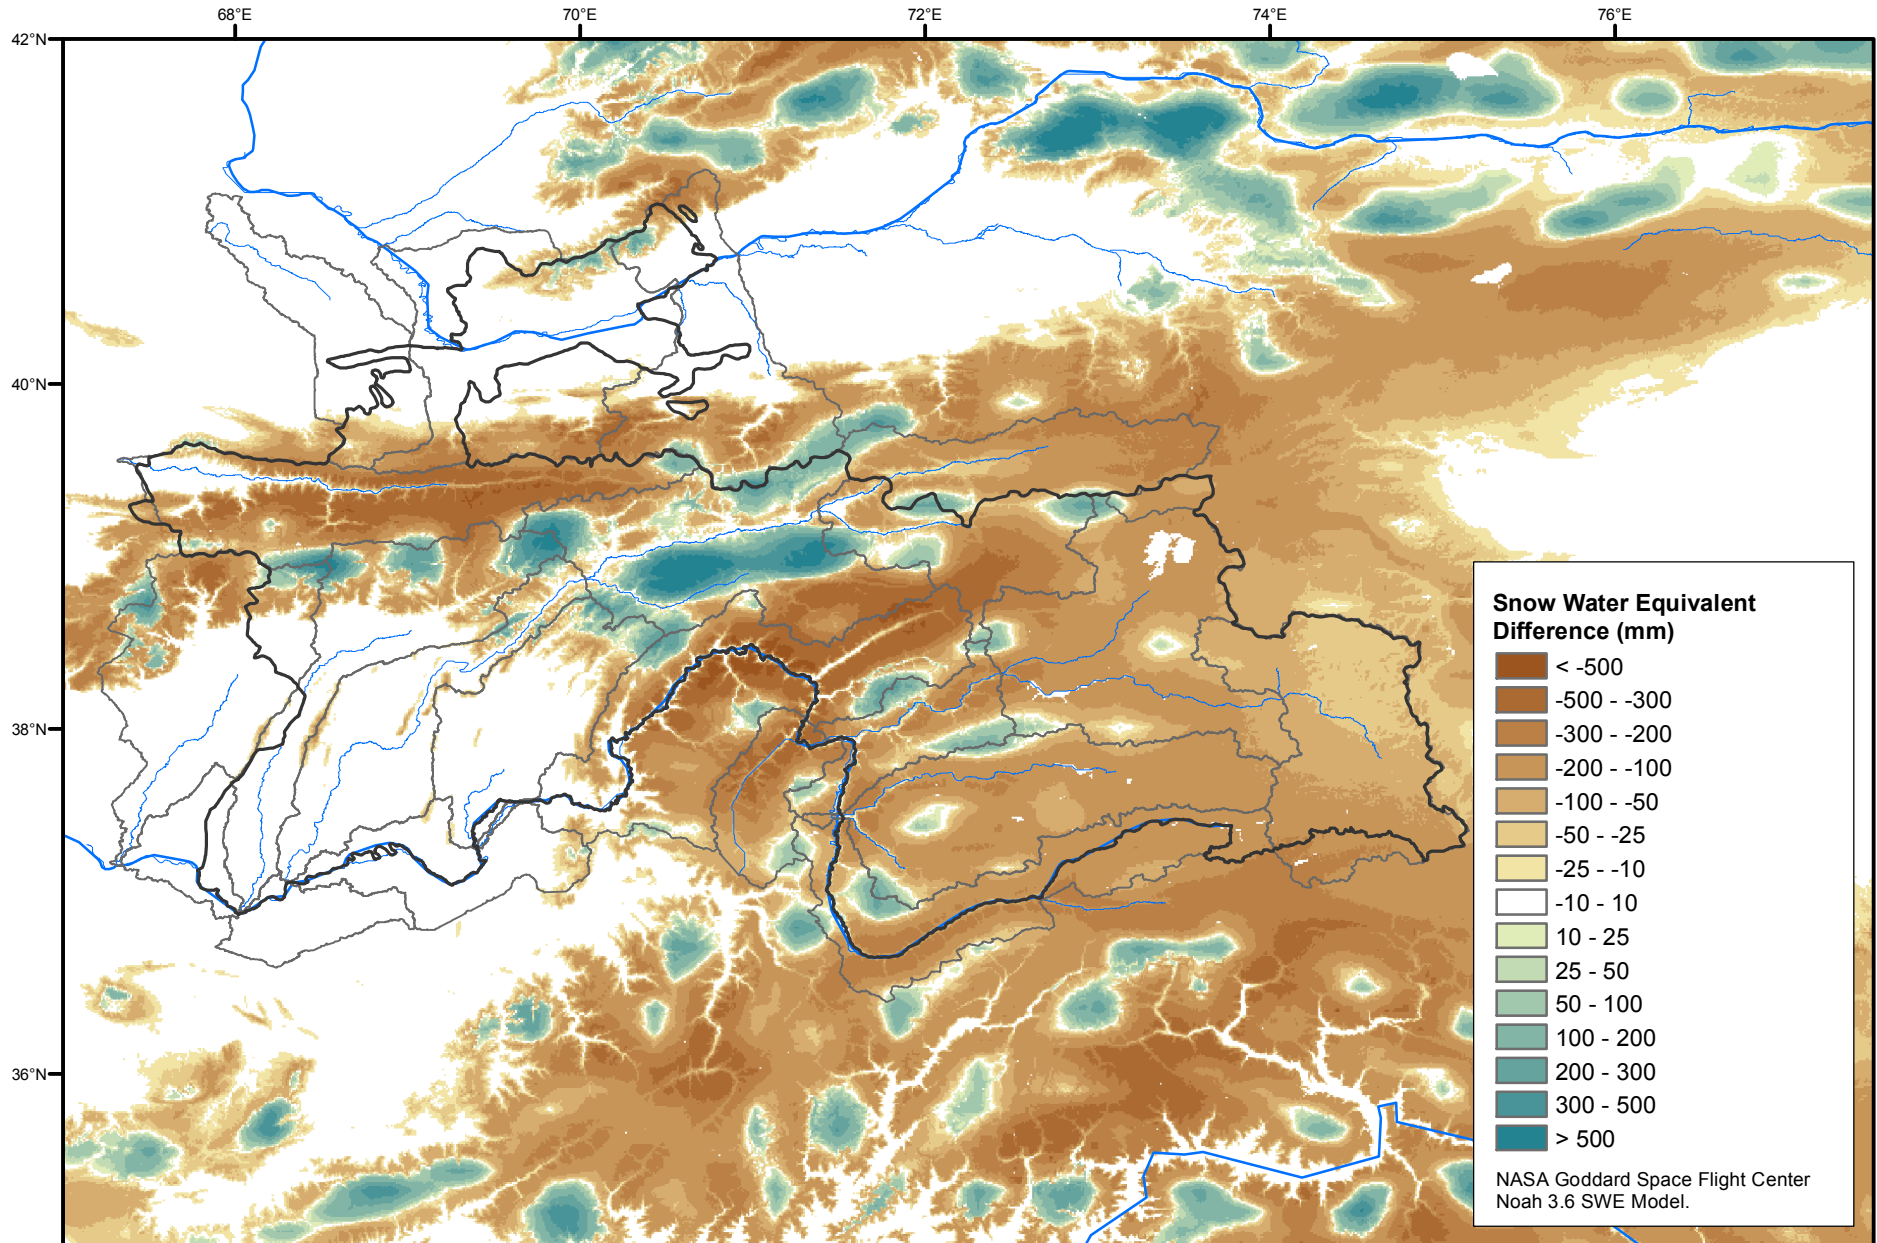 68°E 70°E 72°E 74°E 76°E
42°N
40°N
38°N
36°N
Snow Water Equivalent
Difference (mm)
< -500
-500 - -300
-300 - -200
-200 - -100
-100 - -50
-50 - -25
-25 - -10
-10 - 10
10 - 25
25 - 50
50 - 100
100 - 200
200 - 300
300 - 500
> 500
NASA Goddard Space Flight Center
Noah 3.6 SWE Model.